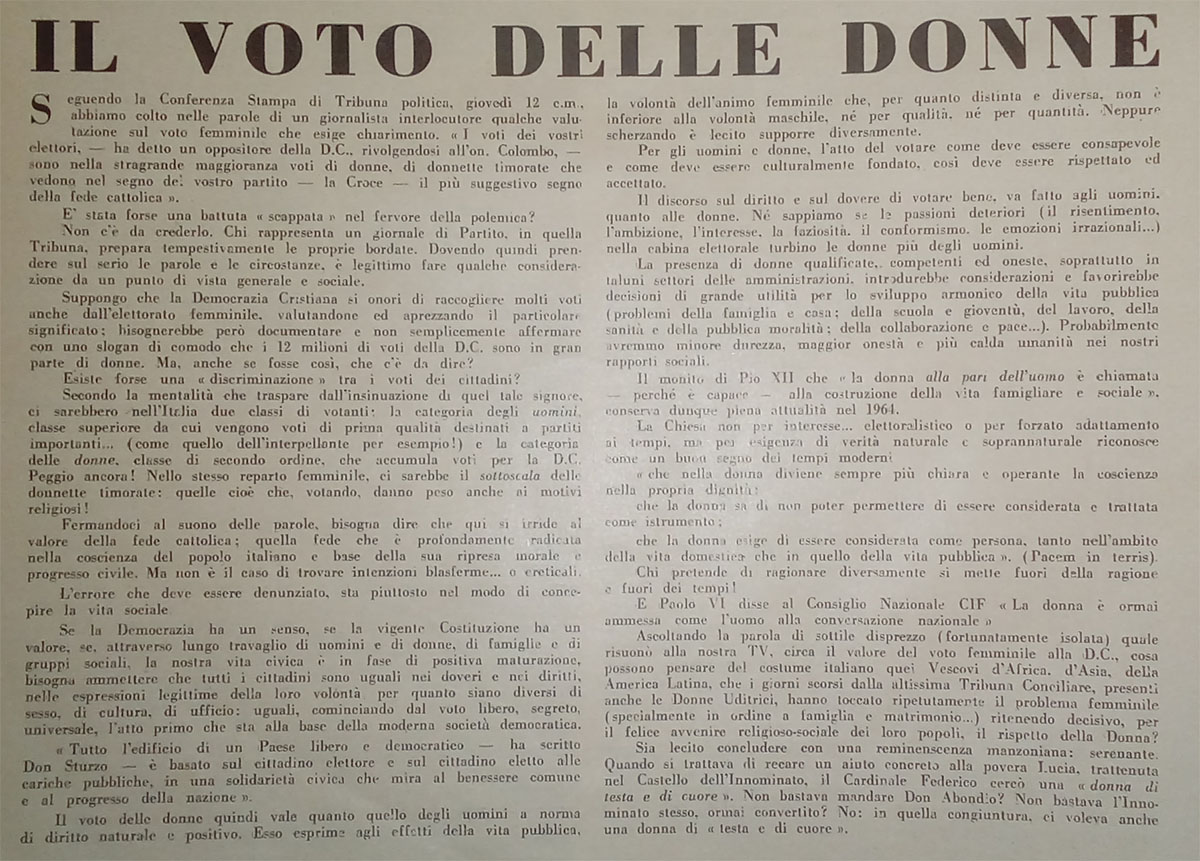 IL VOTO DELLE DONNE
Seguendo la Conferenza Stampa di Tribuna politica, giovedì 12 c.m.,
abbiamo colto nelle parole di un giornalista interlocutore qualche valu-
tazione sul voto femminile che esige chiarimento. « I voti dei vostri
elettori, — ha detto un oppositore della D.C., rivolgendosi all'on. Colombo, —
sono nella stragrande maggioranza voti di donne, di donnette timorate che
vedono nel segno del vostro partito — la Croce — il più suggestivo segno
della fede cattolica ».
E' stata forse una battuta « scappata » nel fervore della polemica?
Non c'è da crederlo. Chi rappresenta un giornale di Partito, in quella
Tribuna, prepara tempestivamente le proprie bordate. Dovendo quindi pren-
dere sul serio le parole e le circostanze, è legittimo fare qualche considera-
zione da un punto di vista generale e sociale.
Suppongo che la Democrazia Cristiana si onori di raccogliere molti voti
anche dall'elettorato femminile, valutandone ed aprezzando il particolare
significato; bisognerebbe però documentare e non semplicemente affermare
con uno slogan di comodo che i 12 milioni di voti della D.C. sono in gran
parte di donne. Ma, anche se fosse così, che c'è da dire?
Esiste forse una « discriminazione » tra i voti dei cittadini?
Secondo la mentalità che traspare dall'insinuazione di quel tale signore,
ci sarebbero nell'Italia due classi di votanti: la categoria degli uomini,
classe superiore da cui vengono voti di prima qualità destinati a partiti
importanti... (come quello dell'interpellante per esempio!) e la categoria
delle donne, classe di secondo ordine, che accumula voti per la D.C.
Peggio ancora! Nello stesso reparto femminile, ci sarebbe il sottoscala delle
donnette timorate: quelle cioè che, votando, danno peso anche ai motivi
religiosi!
Fermandoci al suono delle parole, bisogna dire che qui si irride al
valore della fede cattolica; quella fede che è profondamente radicata
nella coscienza del popolo italiano e base della sua ripresa morale e
progresso civile. Ma non è il caso di trovare intenzioni blasferme... o ereticali.
L'errore che deve essere denunziato, sta piuttosto nel modo di conce-
pire la vita sociale
Se la Democrazia ha un senso, se la vigente Costituzione ha un
valore, se, attraverso lungo travaglio di uomini e di donne, di famiglie e di
gruppi sociali, la nostra vita civica è in fase di positiva maturazione,
bisogna ammettere che tutti i cittadini sono uguali nei doveri e nei diritti,
nelle espressioni legittime della loro volontà per quanto siano diversi di
sesso, di cultura, di ufficio: uguali, cominciando dal voto libero, segreto,
universale, l'atto primo che sta alla base della moderna società democratica.
« Tutto l'edificio di un Paese libero e democratico — ha scritto
Don Sturzo — è basato sul cittadino elettore e sul cittadino eletto alle
cariche pubbliche, in una solidarietà civica che mira al benessere comune
e al progresso della nazione ».
Il voto delle donne quindi vale quanto quello degli uomini a norma
di diritto naturale e positivo. Esso esprime agli effetti della vita pubblica,
la volontà dell'animo femminile che, per quanto distinta e diversa, non è
inferiore alla volontà maschile, né per qualità, né per quantità. Neppure
scherzando è lecito supporre diversamente.
Per gli uomini e donne, l'atto del votare come deve essere consapevole
e come deve essere culturalmente fondato, così deve essere rispettato ed
accettato.
Il discorso sul diritto e sul dovere di votare bene, va fatto agli uomini,
quanto alle donne. Né sappiamo se le passioni deteriori (il risentimento,
l'ambizione, l'interesse, la faziosità, il conformismo, le emozioni irrazionali...)
nella cabina elettorale turbino le donne più degli uomini.
La presenza di donne qualificate, competenti ed oneste, soprattutto in
taluni settori delle amministrazioni, introdurebbe considerazioni e favorirebbe
decisioni di grande utilità per lo sviluppo armonico della vita pubblica
(problemi della famiglia e casa; della scuola e gioventù, del lavoro, della
sanità e della pubblica moralità; della collaborazione e pace...). Probabilmente
avremmo minore durezza, maggior onestà e più calda umanità nei nostri
rapporti sociali.
Il monito di Pio XII che « la donna alla pari dell'uomo è chiamata
— perché è capace — alla costruzione della vita famigliare e sociale »,
conserva dunque piena attualità nel 1964.
La Chiesa non per interesse... elettoralistico o per forzato adattamento
ai tempi, ma per esigenza di verità naturale e soprannaturale riconosce
come un buon segno dei tempi moderni
« che nella donna diviene sempre più chiara e operante la coscienza
nella propria dignità;
che la donna sa di non poter permettere di essere considerata e trattata
come istrumento;
che la donna esige di essere considerata come persona, tanto nell'ambito
della vita domestica che in quello della vita pubblica ». (Pacem in terris).
Chi pretende di ragionare diversamente si mette fuori della ragione
e fuori dei tempi!
E Paolo VI disse al Consiglio Nazionale CIF « La donna è ormai
ammessa come l'uomo alla conversazione nazionale »
Ascoltando la parola di sottile disprezzo (fortunatamente isolata) quale
risuonò alla nostra TV, circa il valore del voto femminile alla D.C., cosa
possono pensare del costume italiano quei Vescovi d'Africa, d'Asia, della
America Latina, che i giorni scorsi dalla altissima Tribuna Conciliare, presenti
anche le Donne Uditrici, hanno toccato ripetutamente il problema femminile
(specialmente in ordine a famiglia e matrimonio...) ritenendo decisivo, per
il felice avvenire religioso-sociale dei loro popoli, il rispetto della Donna?
Sia lecito concludere con una reminenscenza manzoniana: serenante.
Quando si trattava di recare un aiuto concreto alla povera Lucia, trattenuta
nel Castello dell'Innominato, il Cardinale Federico cercò una « donna di
testa e di cuore ». Non bastava mandare Don Abondio? Non bastava l'Inno-
minato stesso, ormai convertito? No: in quella congiuntura, ci voleva anche
una donna di « testa e di cuore ».